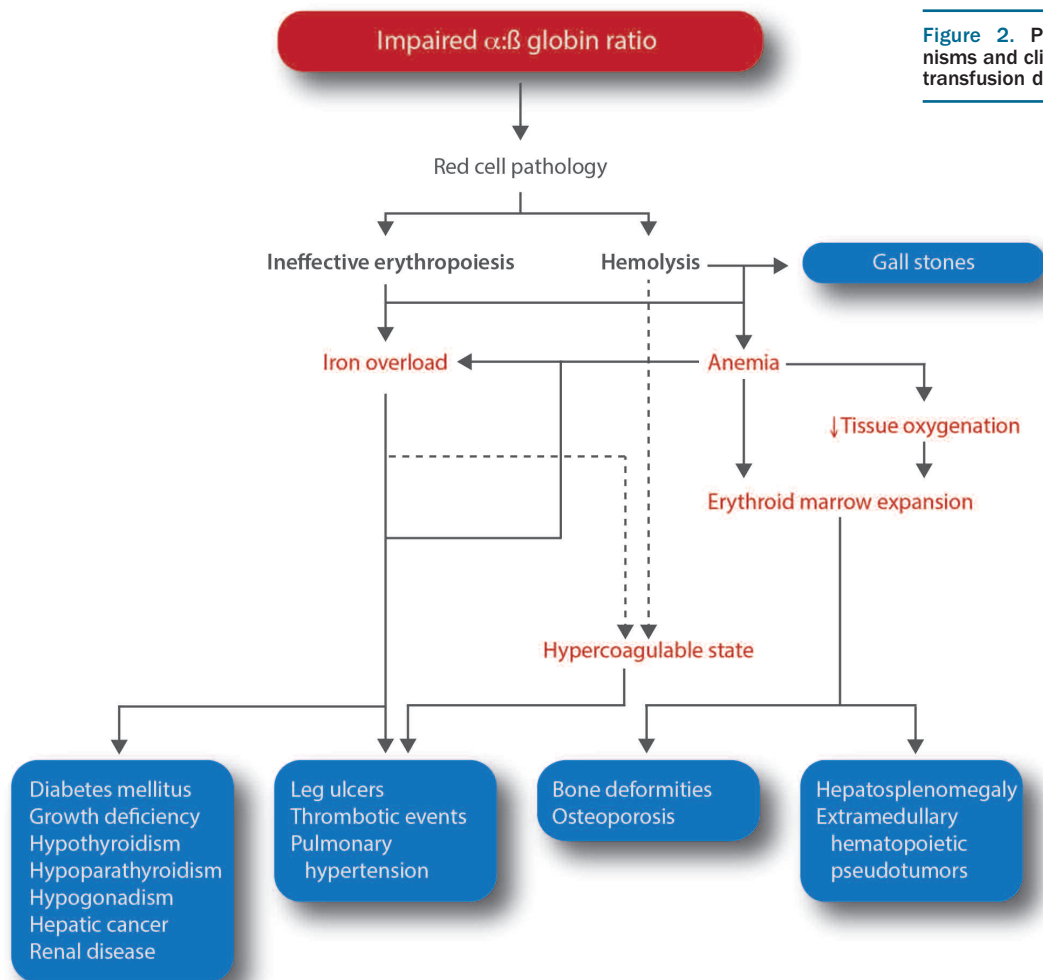 Impaired α:ß globin ratio
Figure 2. P
nisms and cli
transfusion d
Red cell pathology
Ineffective erythropoiesis
Hemolysis
Gall stones
Iron overload
Anemia
↓Tissue oxygenation
Erythroid marrow expansion
Hypercoagulable state
Diabetes mellitus
Growth deficiency
Hypothyroidism
Hypoparathyroidism
Hypogonadism
Hepatic cancer
Renal disease
Leg ulcers
Thrombotic events
Pulmonary
hypertension
Bone deformities
Osteoporosis
Hepatosplenomegaly
Extramedullary
hematopoietic
pseudotumors